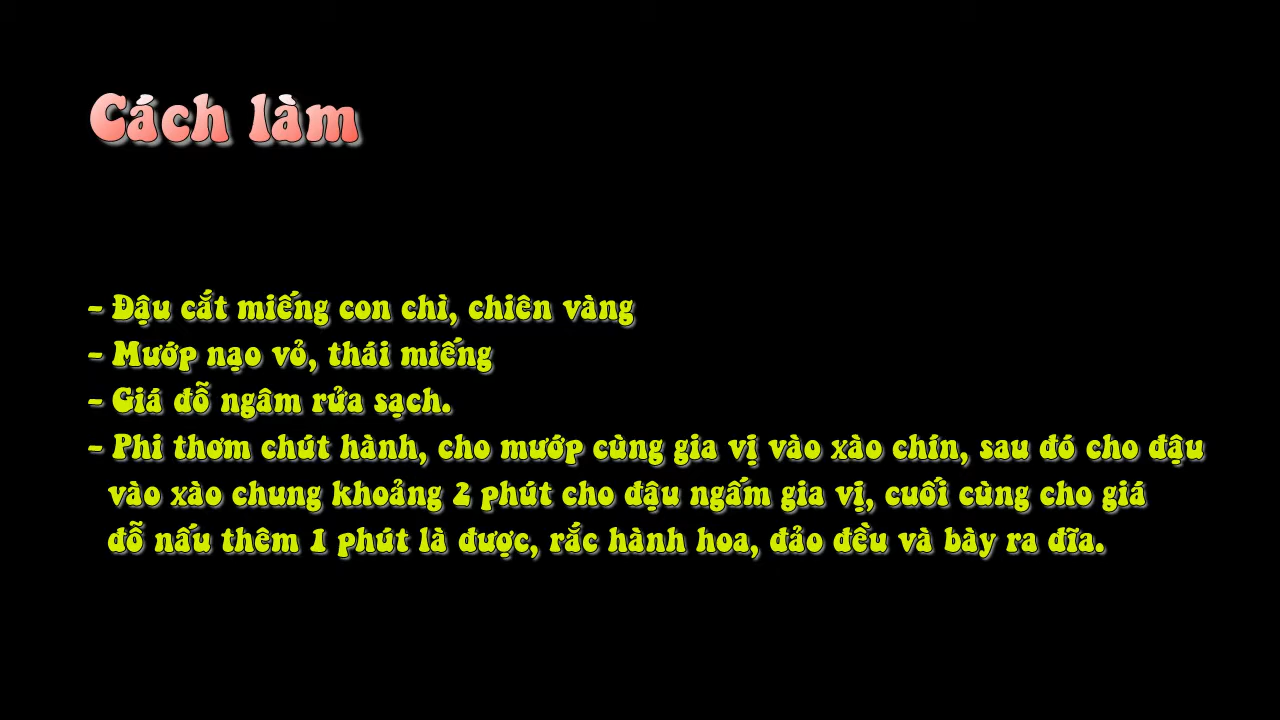 Cách làm
- Đậu cắt miếng con chì, chiên vàng
- Mướp nạo vỏ, thái miếng
- Giá đỗ ngâm rửa sạch.
- Phi thơm chút hành, cho mướp cùng gia vị vào xào chín, sau đó cho đậu
vào xào chung khoảng 2 phút cho đậu ngấm gia vị, cuối cùng cho giá
đỗ nấu thêm 1 phút là được, rắc hành hoa, đảo đều và bày ra đĩa.